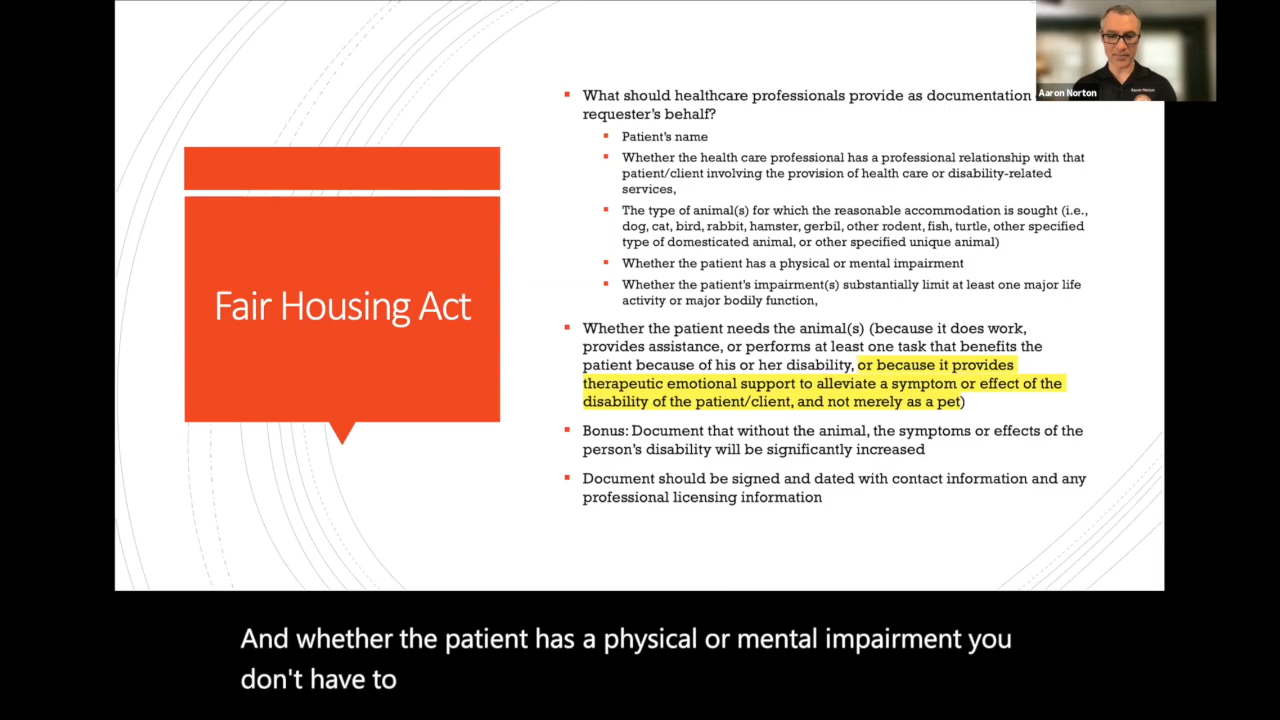 Aaron Norton
Aaron Norton
Fair Housing Act
What should healthcare professionals provide as documentation
requester's behalf?
Patient's name
Whether the health care professional has a professional relationship with that
patient/client involving the provision of health care or disability-related
services,
The type of animal(s) for which the reasonable accommodation is sought (i.e.,
dog, cat, bird, rabbit, hamster, gerbil, other rodent, fish, turtle, other specified
type of domesticated animal, or other specified unique animal)
Whether the patient has a physical or mental impairment
Whether the patient's impairment(s) substantially limit at least one major life
activity or major bodily function,
Whether the patient needs the animal(s) (because it does work,
provides assistance, or performs at least one task that benefits the
patient because of his or her disability, or because it provides
therapeutic emotional support to alleviate a symptom or effect of the
disability of the patient/client, and not merely as a pet)
Bonus: Document that without the animal, the symptoms or effects of the
person's disability will be significantly increased
Document should be signed and dated with contact information and any
professional licensing information
And whether the patient has a physical or mental impairment you
don't have to